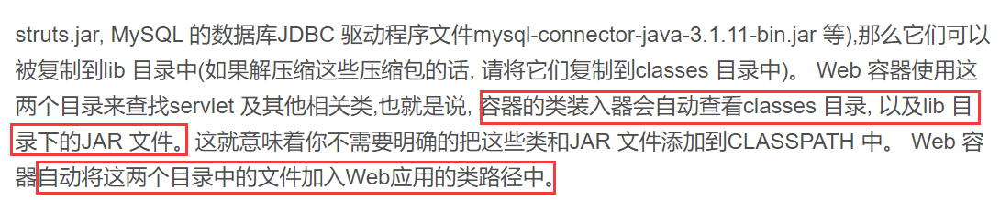 struts.jar, MySQL 的数据库JDBC 驱动程序文件mysql-connector-java-3.1.11-bin.jar 等),那么它们可以
被复制到lib 目录中(如果解压缩这些压缩包的话, 请将它们复制到classes 目录中)。 Web 容器使用这
两个目录来查找servlet 及其他相关类,也就是说, 容器的类装入器会自动查看classes 目录, 以及lib 目
录下的JAR 文件。 这就意味着你不需要明确的把这些类和JAR 文件添加到CLASSPATH 中。 Web 容
器自动将这两个目录中的文件加入Web应用的类路径中。